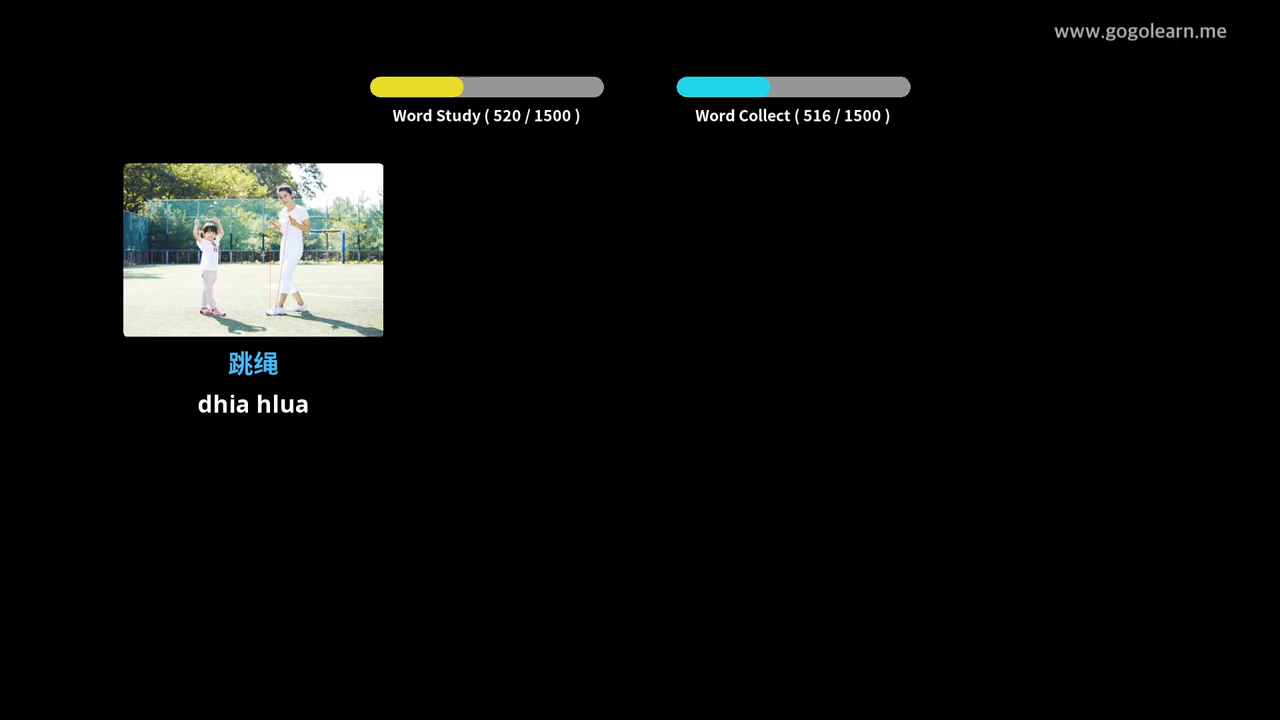 www.gogolearn.me
Word Study ( 520 / 1500 )
Word Collect ( 516 / 1500 )
跳绳
dhia hlua